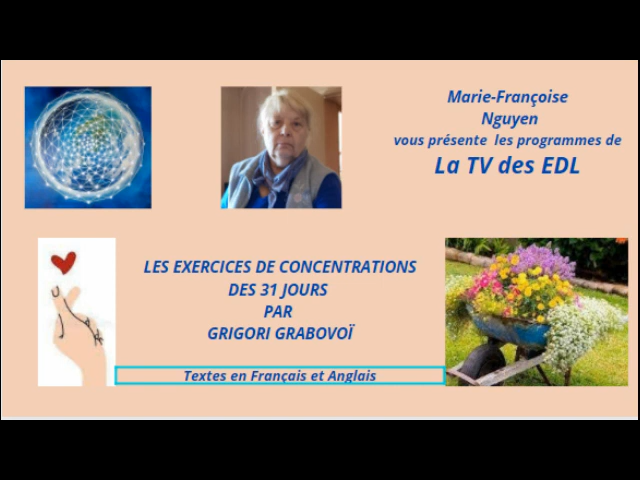 Marie-Françoise
Nguyen
vous présente les programmes de
La TV des EDL
LES EXERCICES DE CONCENTRATIONS
DES 31 JOURS
PAR
GRIGORI GRABOVOÏ
Textes en Français et Anglais